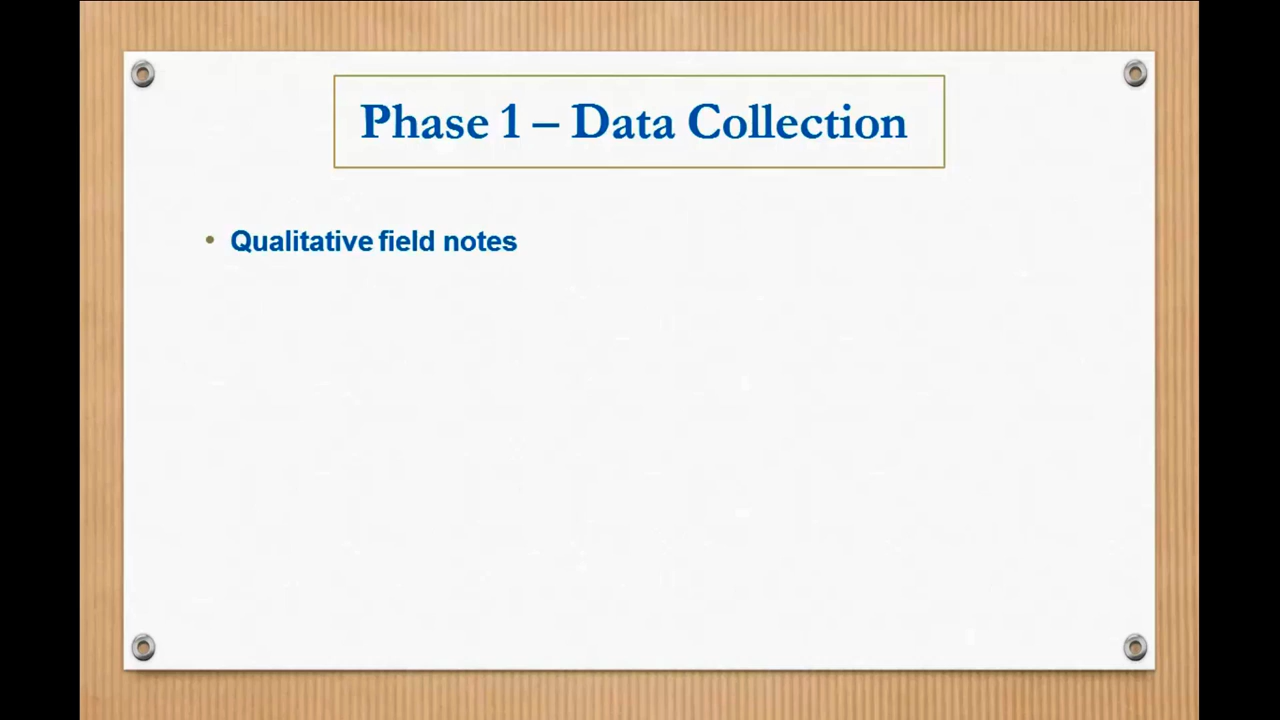 Phase 1 – Data Collection
• Qualitative field notes